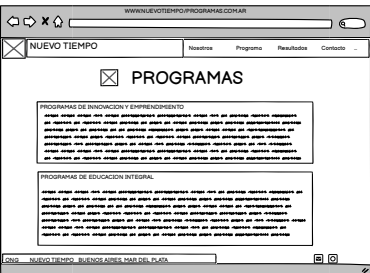 WWW.NUEVOTIEMPO/PROGRAMAS.COM.AR
NUEVO TIEMPO
Nosotros Programa Resultados Contacto ...
PROGRAMAS
PROGRAMAS DE INNOVACION Y EMPRENDIMIENTO
PROGRAMAS DE EDUCACION INTEGRAL
ONG NUEVO TIEMPO BUENOS AIRES, MAR DEL PLATA